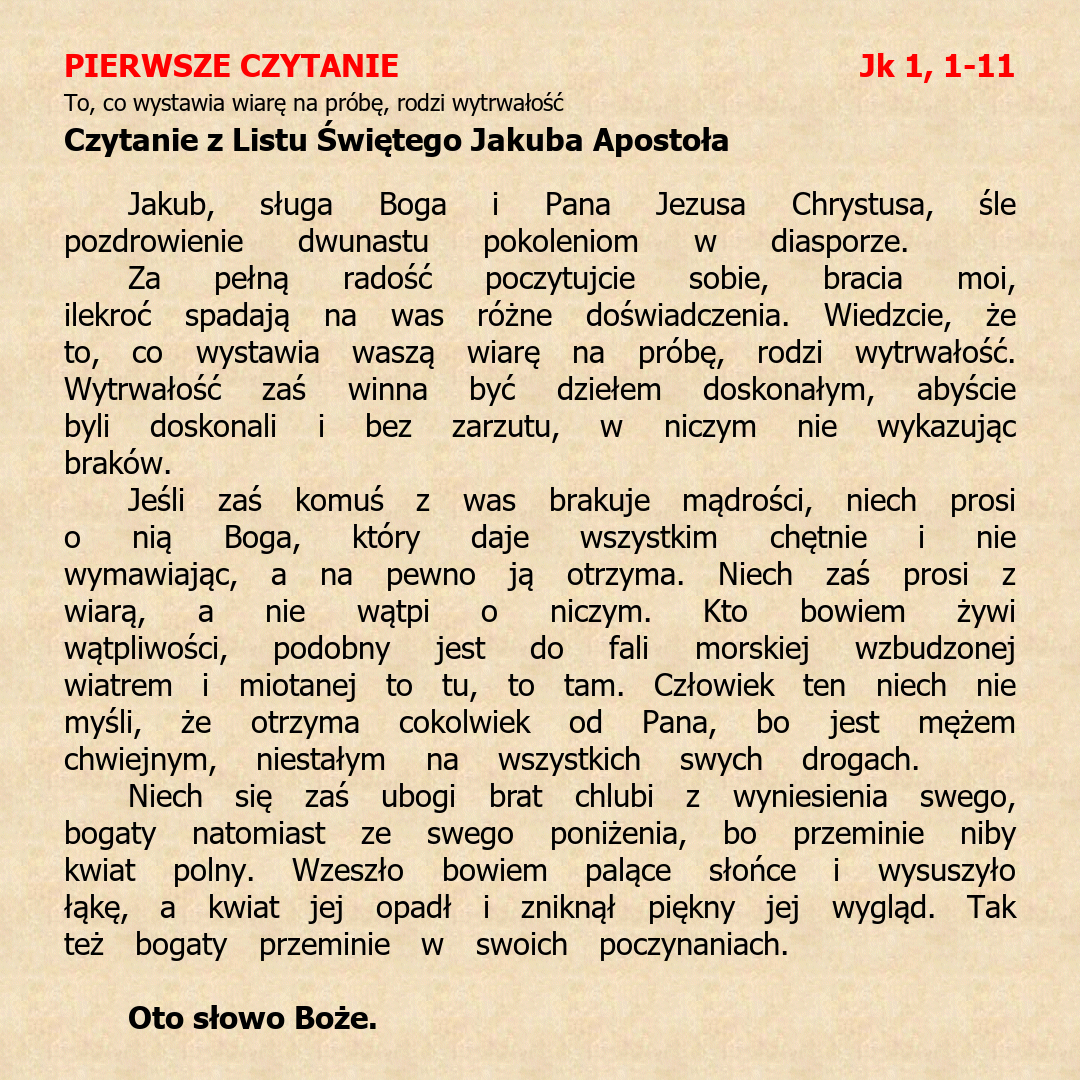 PIERWSZE CZYTANIE Jk 1, 1-11
To, co wystawia wiarę na próbę, rodzi wytrwałość
Czytanie z Listu Świętego Jakuba Apostoła
Jakub, sługa Boga i Pana Jezusa Chrystusa, śle
pozdrowienie dwunastu pokoleniom w diasporze.
Za pełną radość poczytujcie sobie, bracia moi,
ilekroć spadają na was różne doświadczenia. Wiedzcie, że
to, co wystawia waszą wiarę na próbę, rodzi wytrwałość.
Wytrwałość zaś winna być dziełem doskonałym, abyście
byli doskonali i bez zarzutu, w niczym nie wykazując
braków.
Jeśli zaś komuś z was brakuje mądrości, niech prosi
o nią Boga, który daje wszystkim chętnie i nie
wymawiając, a na pewno ją otrzyma. Niech zaś prosi z
wiarą, a nie wątpi o niczym. Kto bowiem żywi
wątpliwości, podobny jest do fali morskiej wzbudzonej
wiatrem i miotanej to tu, to tam. Człowiek ten niech nie
myśli, że otrzyma cokolwiek od Pana, bo jest mężem
chwiejnym, niestałym na wszystkich swych drogach.
Niech się zaś ubogi brat chlubi z wyniesienia swego,
bogaty natomiast ze swego poniżenia, bo przeminie niby
kwiat polny. Wzeszło bowiem palące słońce i wysuszyło
łąkę, a kwiat jej opadł i zniknął piękny jej wygląd. Tak
też bogaty przeminie w swoich poczynaniach.
Oto słowo Boże.